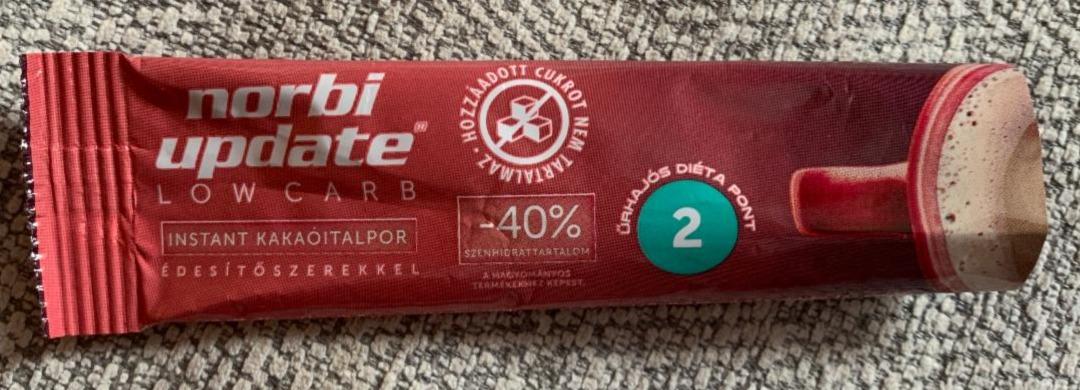 norbi
update®
LOW CARB
INSTANT KAKAÓITALPOR
ÉDESÍTŐSZEREKKEL
HOZZÁADOTT CUKROT NEM TARTALMAZ •
-40%
SZÉNHIDRÁTTARTALOM
A HAGYOMÁNYOS
TERMÉKEKHEZ KÉPEST.
ŰRHAJÓS DIÉTA PONT
2